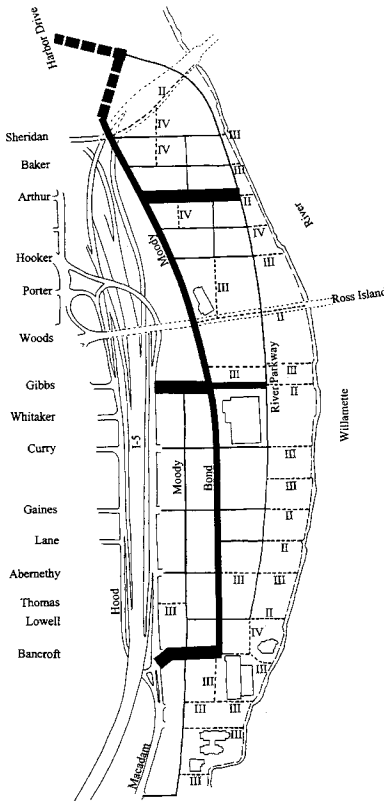 Harbor Drive
II
IV
Sheridan
III
IV
Baker
III
Arthur
II
IV
River
IV
Moody
Hooker
III
III
Porter
Ross Island
II
Woods
III
III
Gibbs
II
River Parkway
Willamette
Whitaker
I-5
Curry
III
Moody
Bond
III
Gaines
II
Lane
II
Abernethy
III
III
Hood
Thomas
III
II
Lowell
IV
Bancroft
III
III
III
III
III
Macadam
III